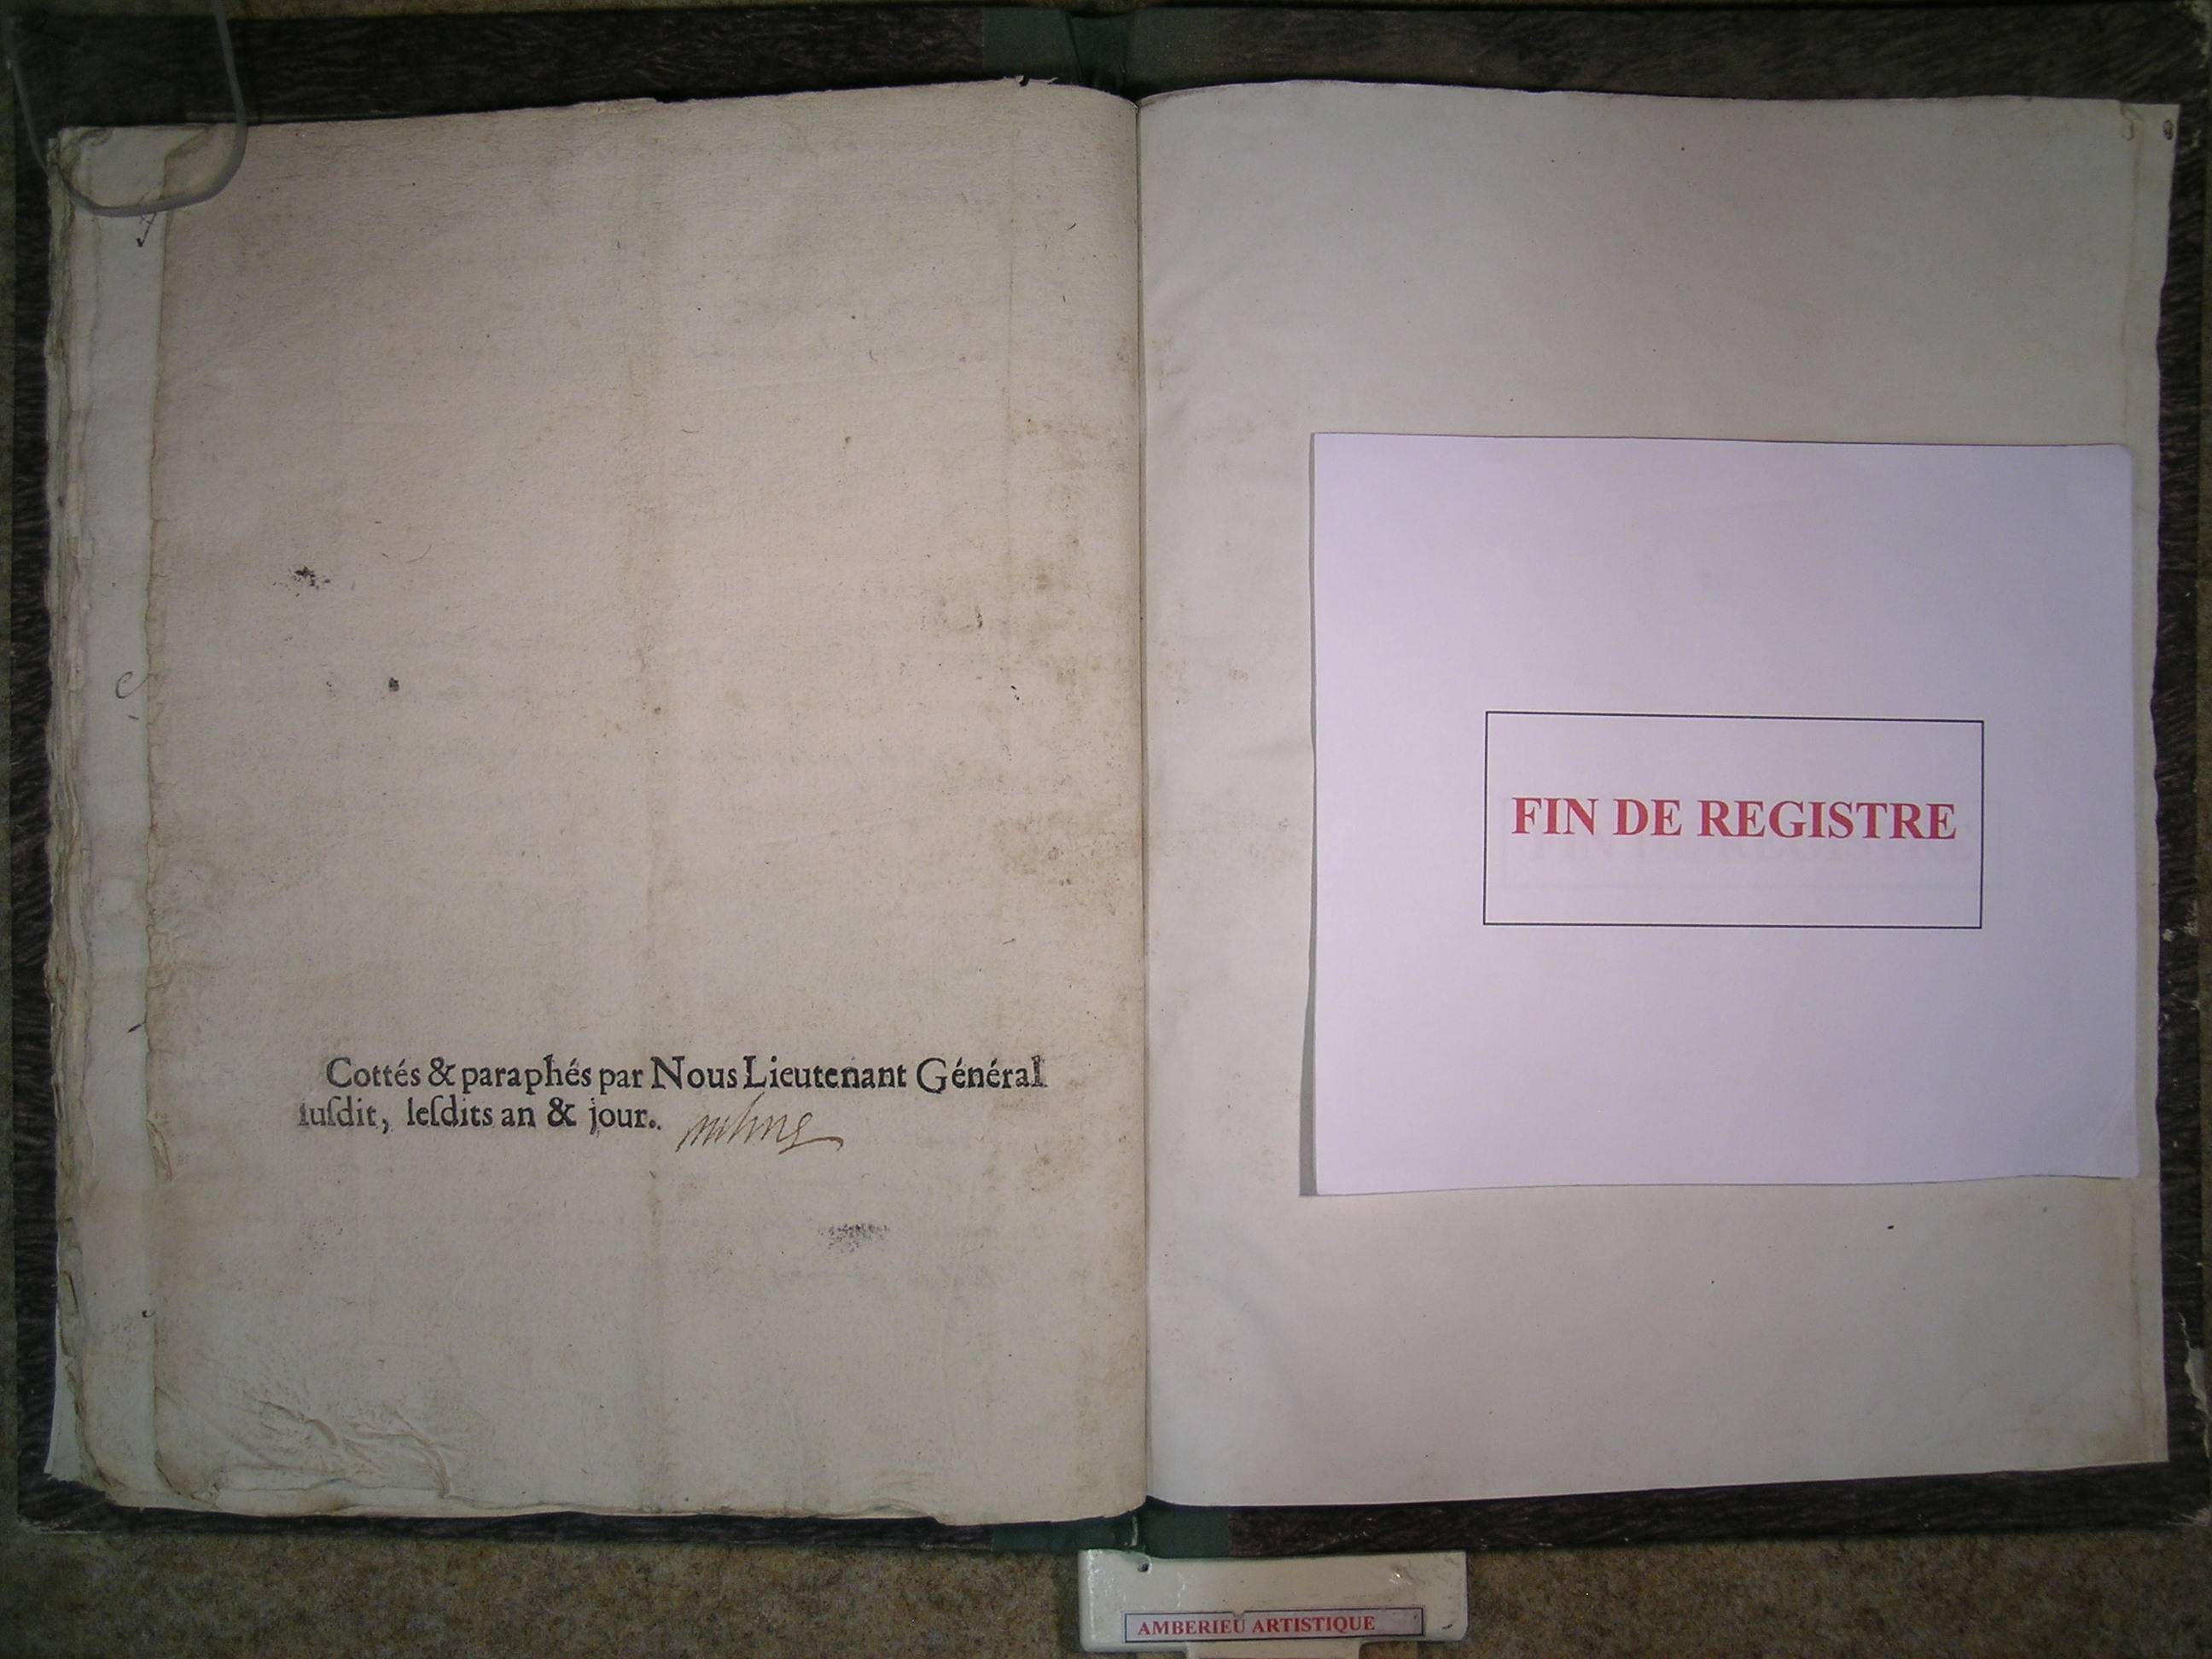 Cottés & paraphés par Nous Lieutenant Général
ſuſdit, leſdits an & jour.
FIN DE REGISTRE
AMBERIEU ARTISTIQUE